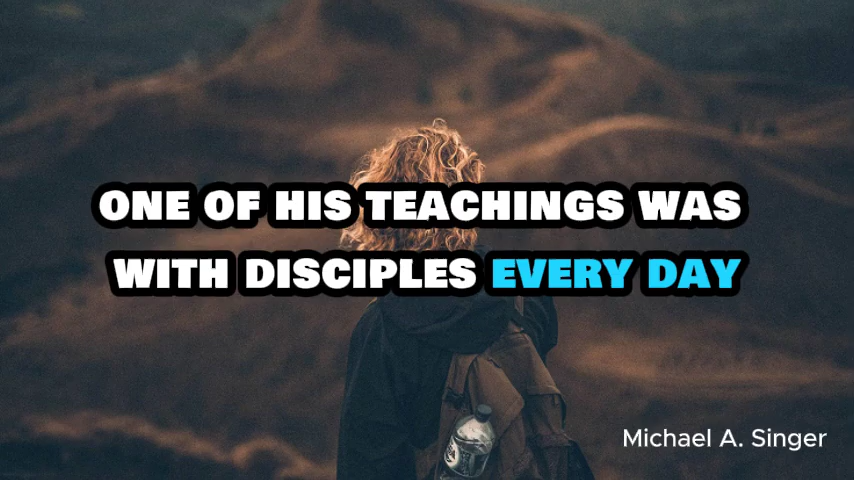 ONE OF HIS TEACHINGS WAS
WITH DISCIPLES EVERY DAY
Michael A. Singer